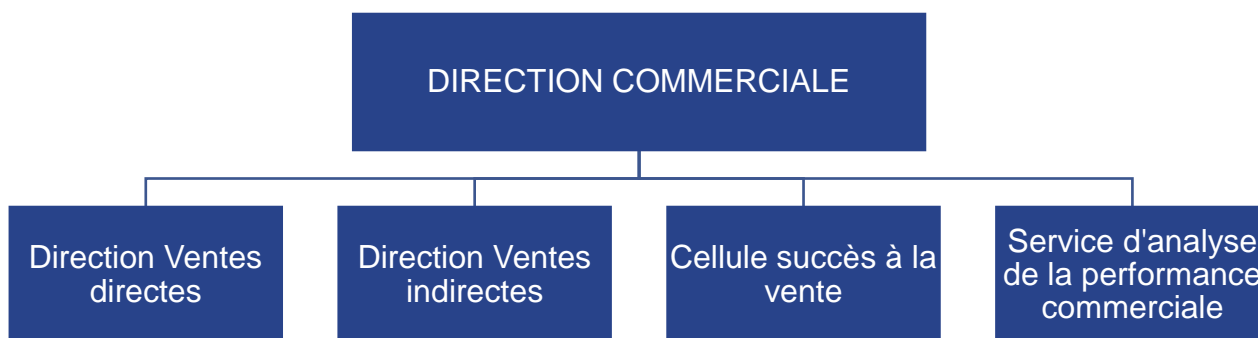 DIRECTION COMMERCIALE
Direction Ventes
directes
Direction Ventes
indirectes
Cellule succès à la
vente
Service d'analyse
de la performance
commerciale